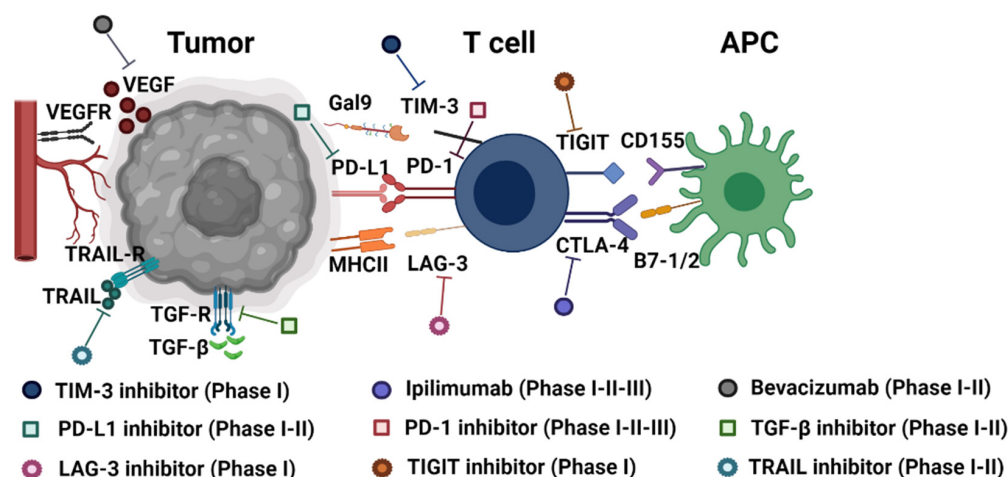 Tumor
T cell
APC
VEGF
VEGFR
Gal9
TIM-3
TIGIT
CD155
PD-L1
PD-1
TRAIL-R
MHCII
LAG-3
CTLA-4
B7-1/2
TRAIL
TGF-R
TGF-β
TIM-3 inhibitor (Phase I)
Ipilimumab (Phase I-II-III)
Bevacizumab (Phase I-II)
PD-L1 inhibitor (Phase I-II)
PD-1 inhibitor (Phase I-II-III)
TGF-β inhibitor (Phase I-II)
LAG-3 inhibitor (Phase I)
TIGIT inhibitor (Phase I)
TRAIL inhibitor (Phase I-II)